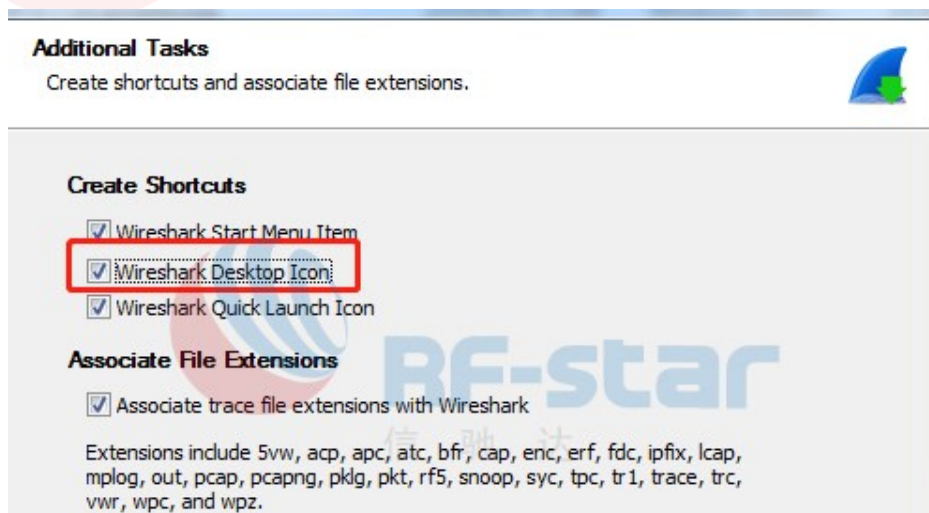 Additional Tasks
Create shortcuts and associate file extensions.
Create Shortcuts
Wireshark Start Menu Item
Wireshark Desktop Icon
Wireshark Quick Launch Icon
RF-star
信驰达
Associate File Extensions
Associate trace file extensions with Wireshark
Extensions include 5vw, acp, apc, atc, bfr, cap, enc, erf, fdc, ipfix, lcap,
mplog, out, pcap, pcapng, pklg, pkt, rf5, snoop, syc, tpc, tr1, trace, trc,
vwr, wpc, and wpz.